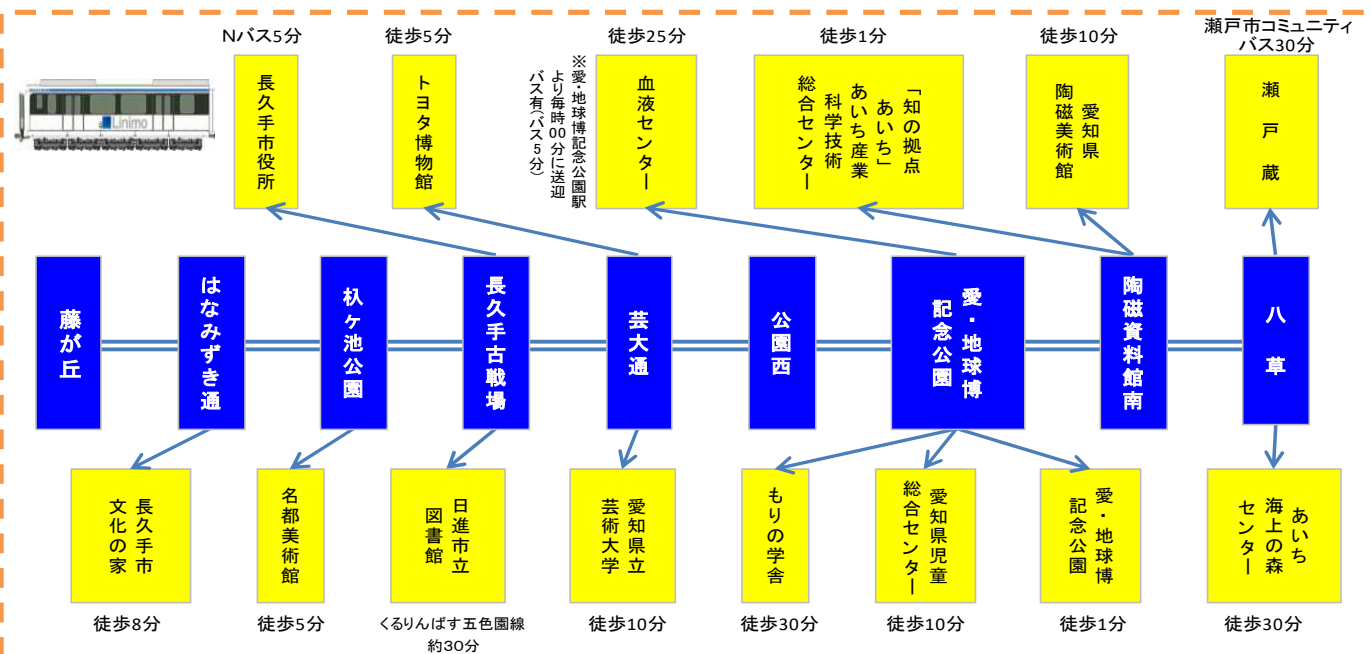 Nバス5分
徒歩5分
徒歩25分
徒歩1分
徒歩10分
瀬戸市コミュニティ
バス30分
Linimo
長久手市役所
トヨタ博物館
※愛・地球博記念公園駅
より毎時00分に送迎
バス有(バス5分)
血液センター
「知の拠点
あいち」
あいち産業
科学技術
総合センター
愛知県
陶磁美術館
瀬戸蔵
藤が丘
はなみずき通
杁ヶ池公園
長久手古戦場
芸大通
公園西
愛・地球博
記念公園
陶磁資料館南
八草
長久手市
文化の家
名都美術館
日進市立
図書館
愛知県立
芸術大学
もりの学舎
愛知県児童
総合センター
愛・地球博
記念公園
あいち
海上の森
センター
徒歩8分
徒歩5分
くるりんばす五色園線
約30分
徒歩10分
徒歩30分
徒歩10分
徒歩1分
徒歩30分